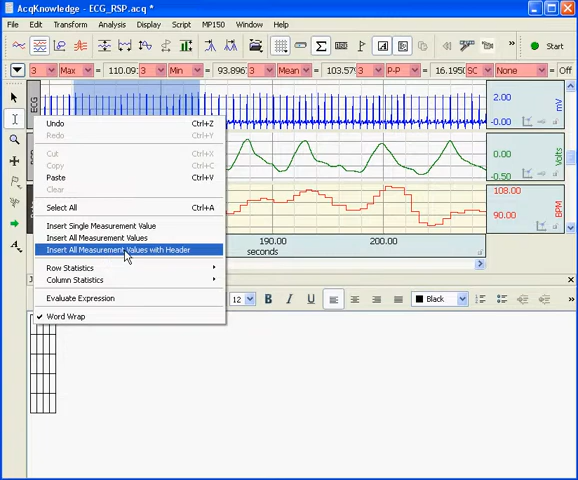 AcqKnowledge - ECG_RSP.acq *
File Edit Transform Analysis Display Script MP150 Window Help
Start
3 Max = 110.09 3 Min = 93.896 3 Mean = 103.579 3 P-P = 16.1950 SC None = Off
ECG
2.00
-0.00
mV
Undo Ctrl+Z
Redo Ctrl+Y
Cut Ctrl+X
Copy Ctrl+C
Paste Ctrl+V
Clear
Select All Ctrl+A
Insert Single Measurement Value
Insert All Measurement Values
Insert All Measurement Values with Header
Row Statistics
Column Statistics
Evaluate Expression
Word Wrap
-0.50
Volts
108.00
90.00
BPM
190.00 200.00
seconds
12 B I U Black